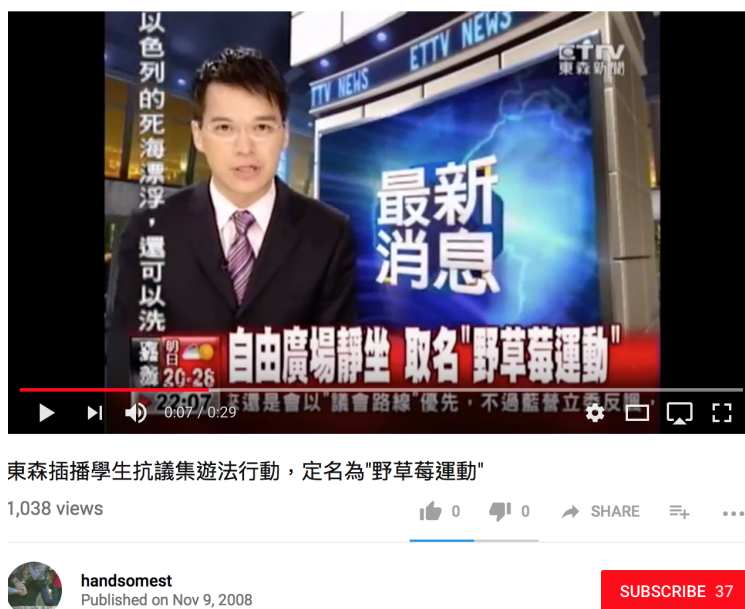 以色列的死海漂浮，還可以洗
TTV NEWS
ETTV NEWS
ETTV
東森新聞
最新
消息
自由廣場靜坐 取名"野草莓運動"
明日
20-26
22:07
還是會以"議會路線"優先，不過藍營立委反諷，
0:07 / 0:29
東森插播學生抗議集遊法行動，定名為"野草莓運動"
1,038 views
0
0
SHARE
handsomest
Published on Nov 9, 2008
SUBSCRIBE 37